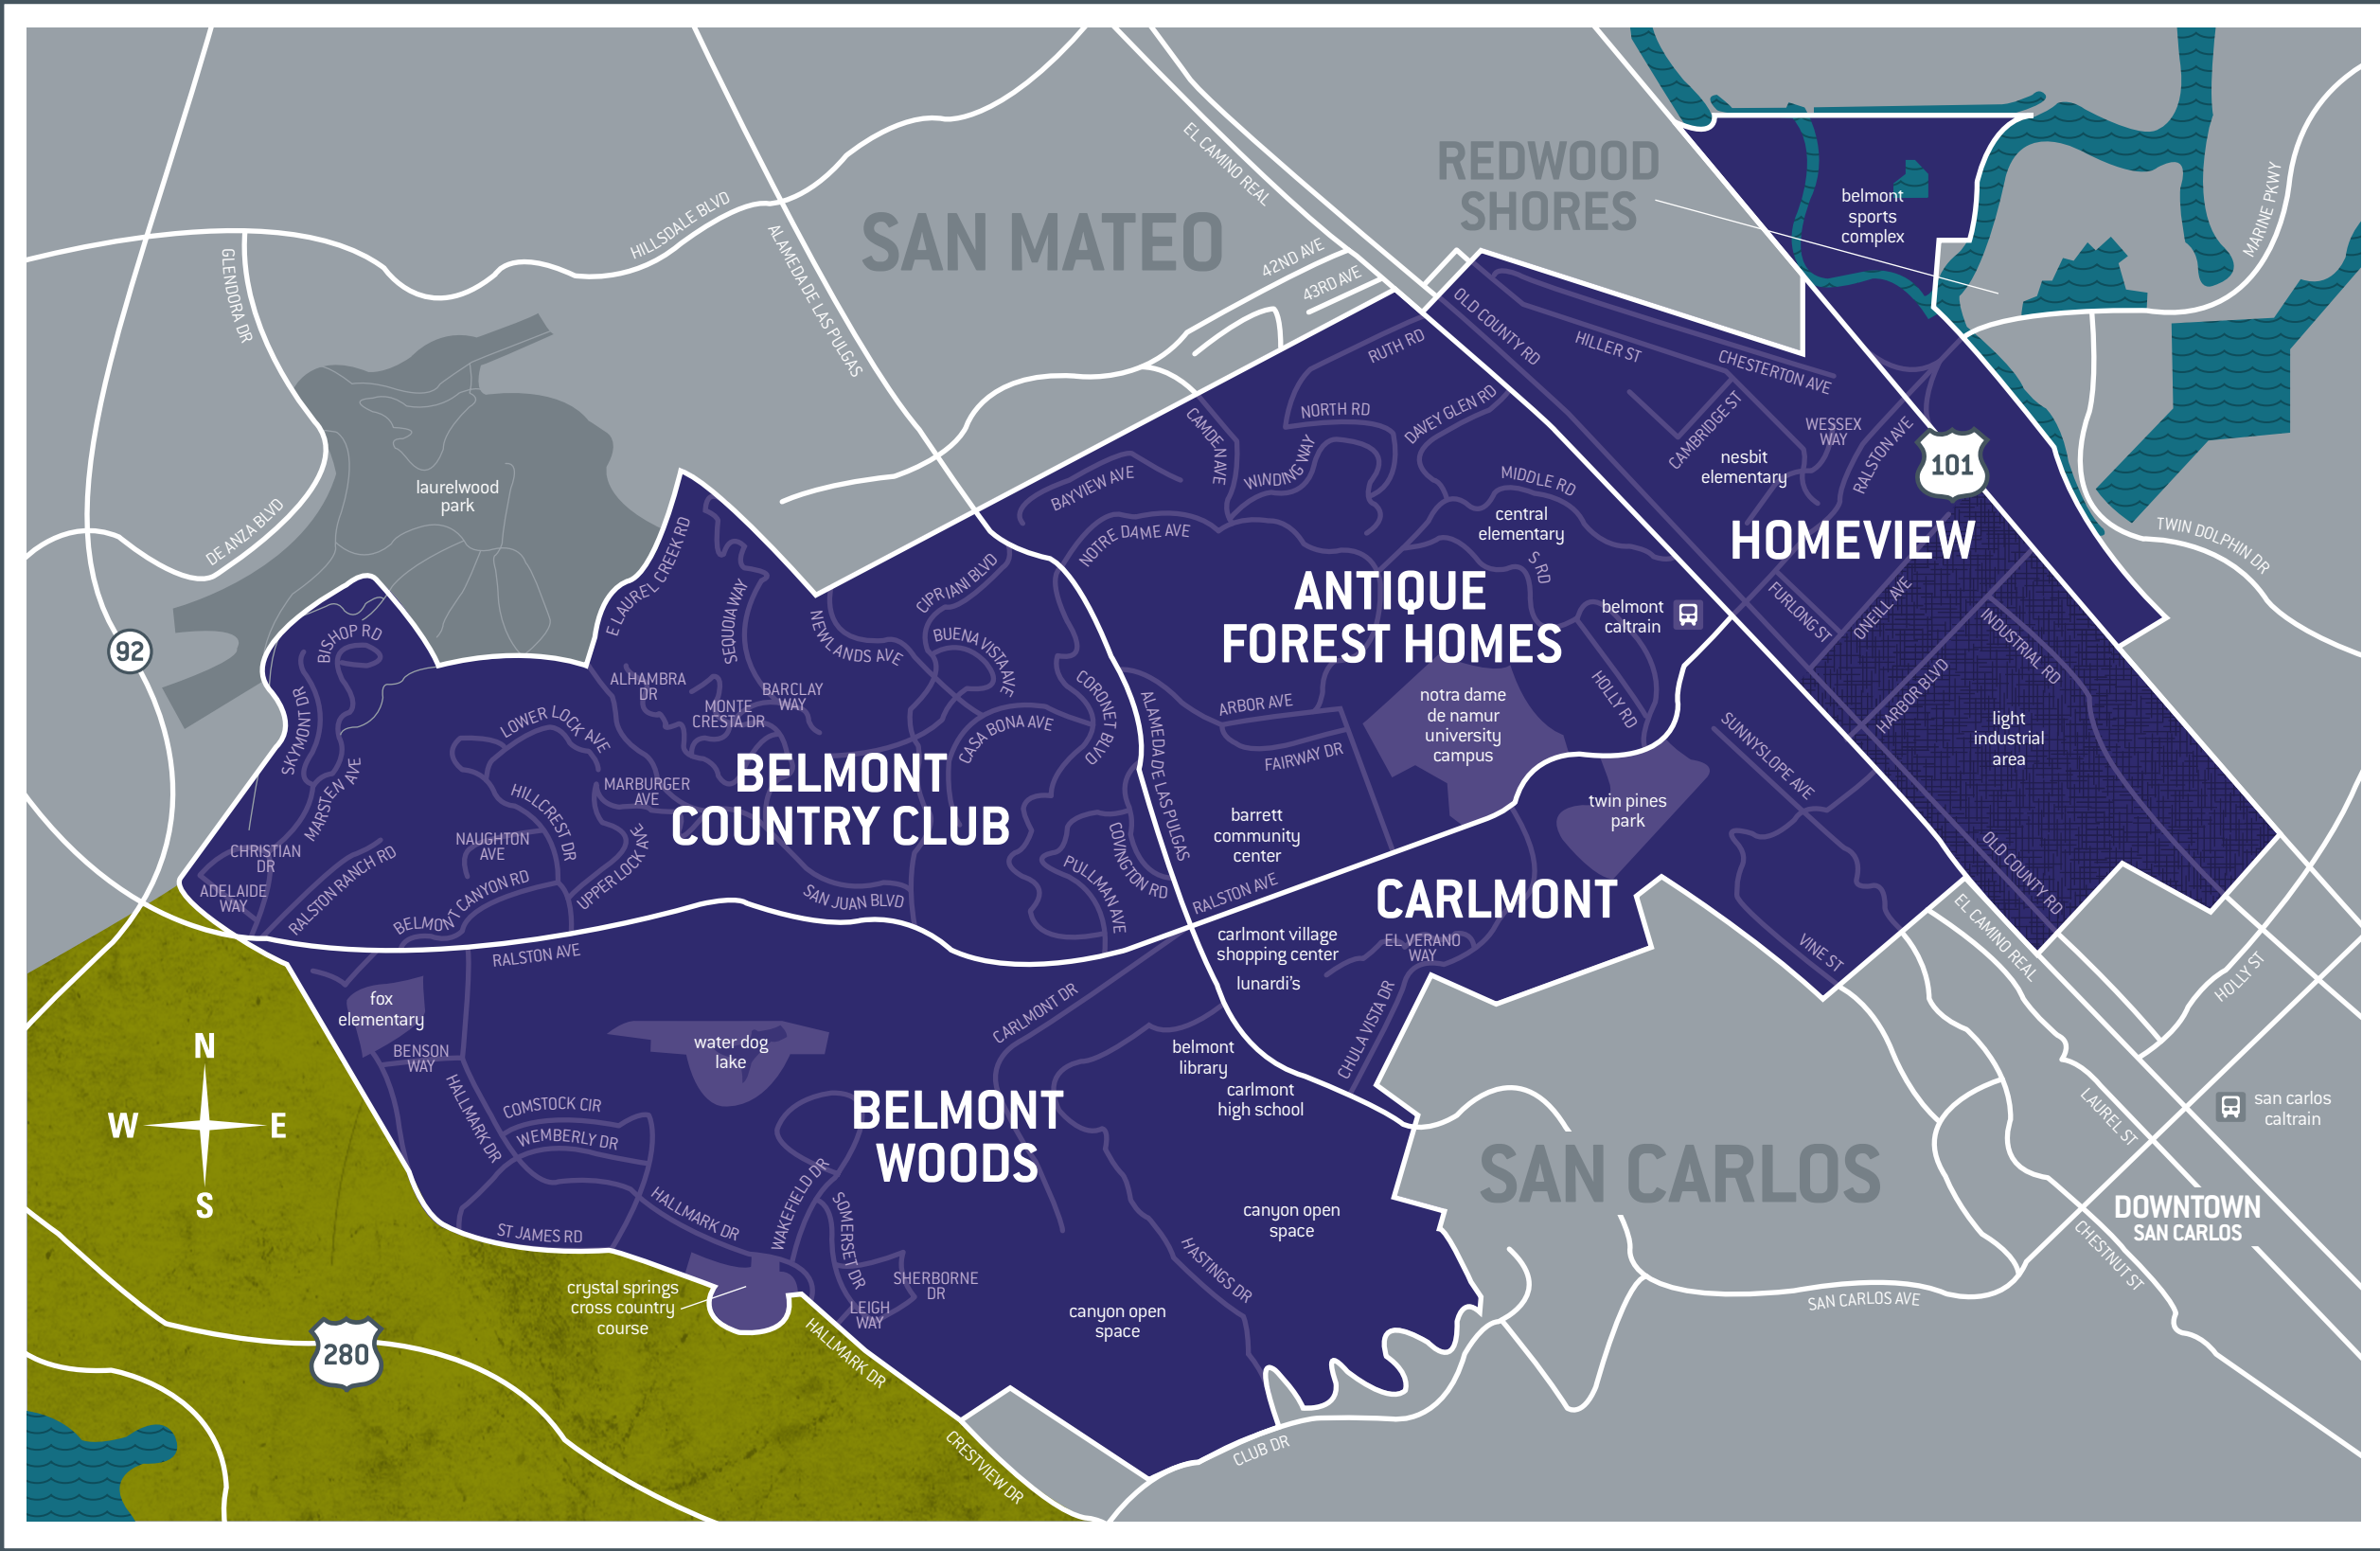 EL CAMINO REAL
REDWOOD
SHORES
SAN MATEO
HILLSDALE BLVD
GLENDORA DR
ALAMEDA DE LAS PULGAS
42ND AVE
43RD AVE
MARINE PKWY
belmont
sports
complex
OLD COUNTY RD
HILLER ST
CHESTERTON AVE
RUTH RD
NORTH RD
DAVEY GLEN RD
CAMBRIDGE ST
WESSEX
WAY
RALSTON AVE
101
nesbit
elementary
CAMDEN AVE
WINDING WAY
BAYVIEW AVE
NOTRE DAME AVE
MIDDLE RD
central
elementary
S RD
HOMEVIEW
TWIN DOLPHIN DR
laurelwood
park
DE ANZA BLVD
92
E LAUREL CREEK RD
SEQUOIA WAY
NEWLANDS AVE
CIPRIANI BLVD
BUENA VISTA AVE
CORONET BLVD
ANTIQUE
FOREST HOMES
belmont
caltrain
FURLONG ST
ONEILL AVE
INDUSTRIAL RD
HARBOR BLVD
light
industrial
area
BISHOP RD
SKYMONT DR
MARSTEN AVE
ALHAMBRA
DR
MONTE
CRESTA DR
BARCLAY
WAY
LOWER LOCK AVE
CASA BONA AVE
ALAMEDA DE LAS PULGAS
ARBOR AVE
FAIRWAY DR
notra dame
de namur
university
campus
HOLLY RD
SUNNYSLOPE AVE
BELMONT
COUNTRY CLUB
MARBURGER
AVE
HILLCREST DR
NAUGHTON
AVE
UPPER LOCK AVE
CHRISTIAN
DR
ADELAIDE
WAY
RALSTON RANCH RD
BELMONT CANYON RD
SAN JUAN BLVD
COVINGTON RD
PULLMAN AVE
barrett
community
center
twin pines
park
RALSTON AVE
CARLMONT
OLD COUNTY RD
EL CAMINO REAL
VINE ST
HOLLY ST
RALSTON AVE
carlmont village
shopping center
lunardi's
EL VERANO
WAY
CHULA VISTA DR
CARLMONT DR
fox
elementary
BENSON
WAY
water dog
lake
belmont
library
carlmont
high school
N
W
E
S
HALLMARK DR
COMSTOCK CIR
WEMBERLY DR
BELMONT
WOODS
SAN CARLOS
LAUREL ST
san carlos
caltrain
DOWNTOWN
SAN CARLOS
CHESTNUT ST
SAN CARLOS AVE
HALLMARK DR
WAKEFIELD DR
SOMERSET DR
ST JAMES RD
SHERBORNE
DR
LEIGH
WAY
canyon open
space
HASTINGS DR
canyon open
space
crystal springs
cross country
course
280
HALLMARK DR
CRESTVIEW DR
CLUB DR